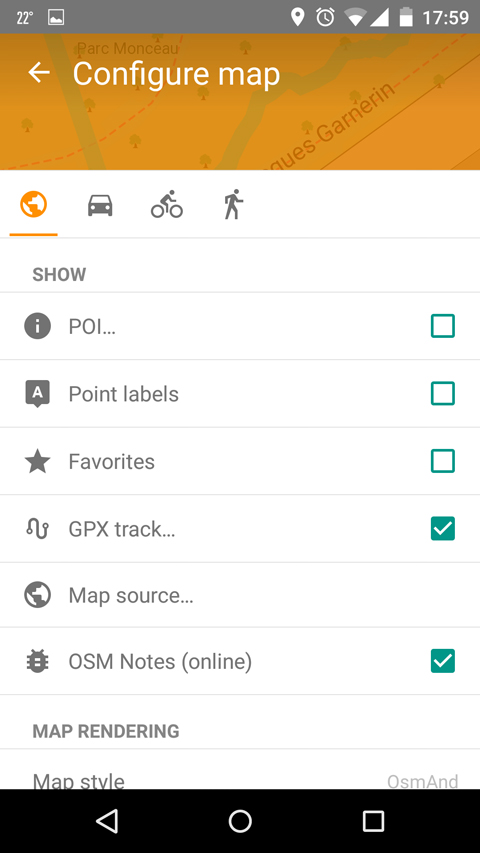 22°
17:59
Parc Monceau
Configure map
ques Garnerin
SHOW
POI...
A
Point labels
Favorites
GPX track...
Map source...
OSM Notes (online)
MAP RENDERING
Map style
OsmAnd